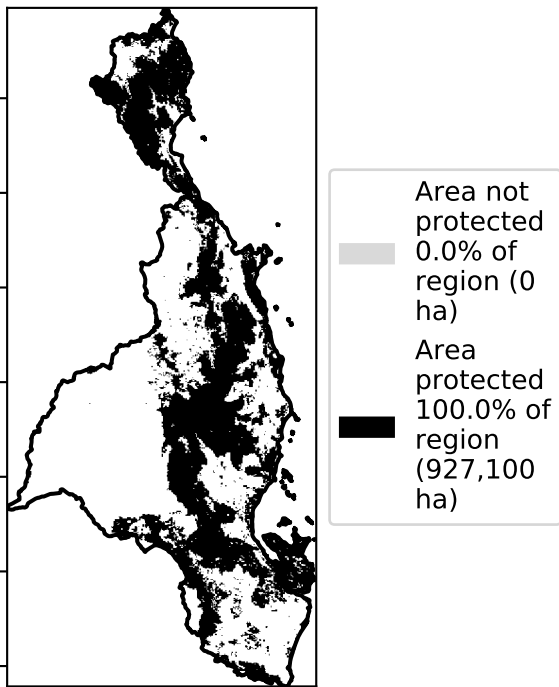 Area not
protected
0.0% of
region (0
ha)
Area
protected
100.0% of
region
(927,100
ha)